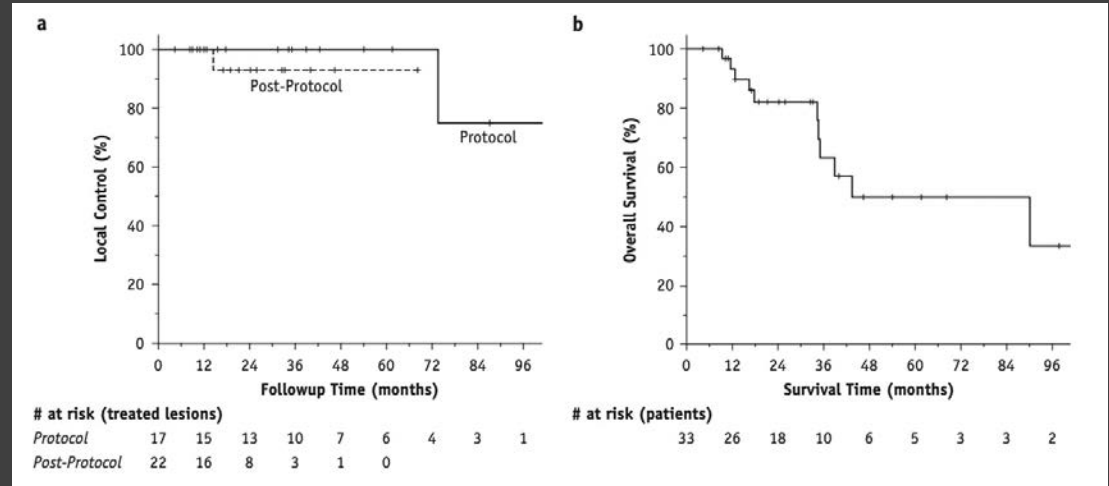 a
100
80
60
40
20
0
Local Control (%)
Post-Protocol
Protocol
0 12 24 36 48 60 72 84 96
Followup Time (months)
# at risk (treated lesions)
Protocol 17 15 13 10 7 6 4 3 1
Post-Protocol 22 16 8 3 1 0
b
100
80
60
40
20
0
Overall Survival (%)
0 12 24 36 48 60 72 84 96
Survival Time (months)
# at risk (patients)
33 26 18 10 6 5 3 3 2